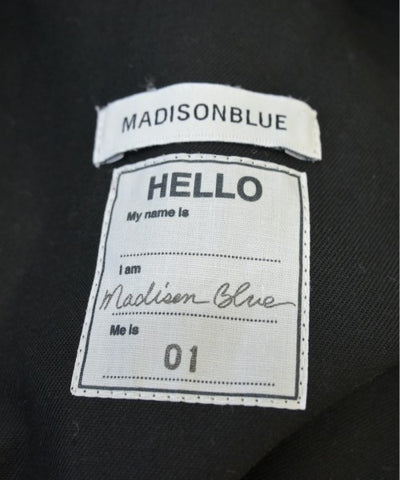 MADISONBLUE
HELLO
My name is
I am
Madison Blue
Me is
01